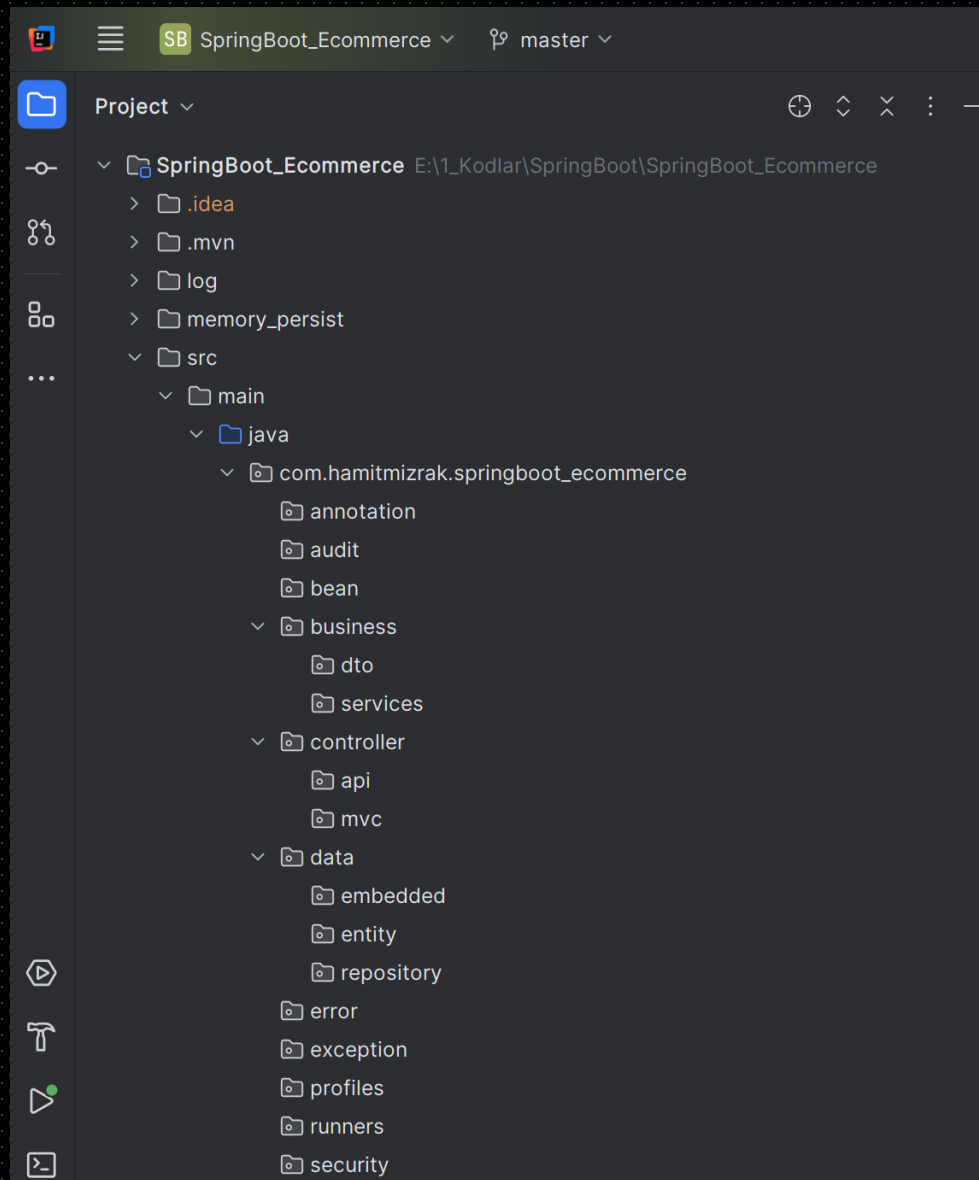 SB SpringBoot_Ecommerce master
Project
SpringBoot_Ecommerce E:\1_Kodlar\SpringBoot\SpringBoot_Ecommerce
.idea
.mvn
log
memory_persist
src
main
java
com.hamitmizrak.springboot_ecommerce
annotation
audit
bean
business
dto
services
controller
api
mvc
data
embedded
entity
repository
error
exception
profiles
runners
security